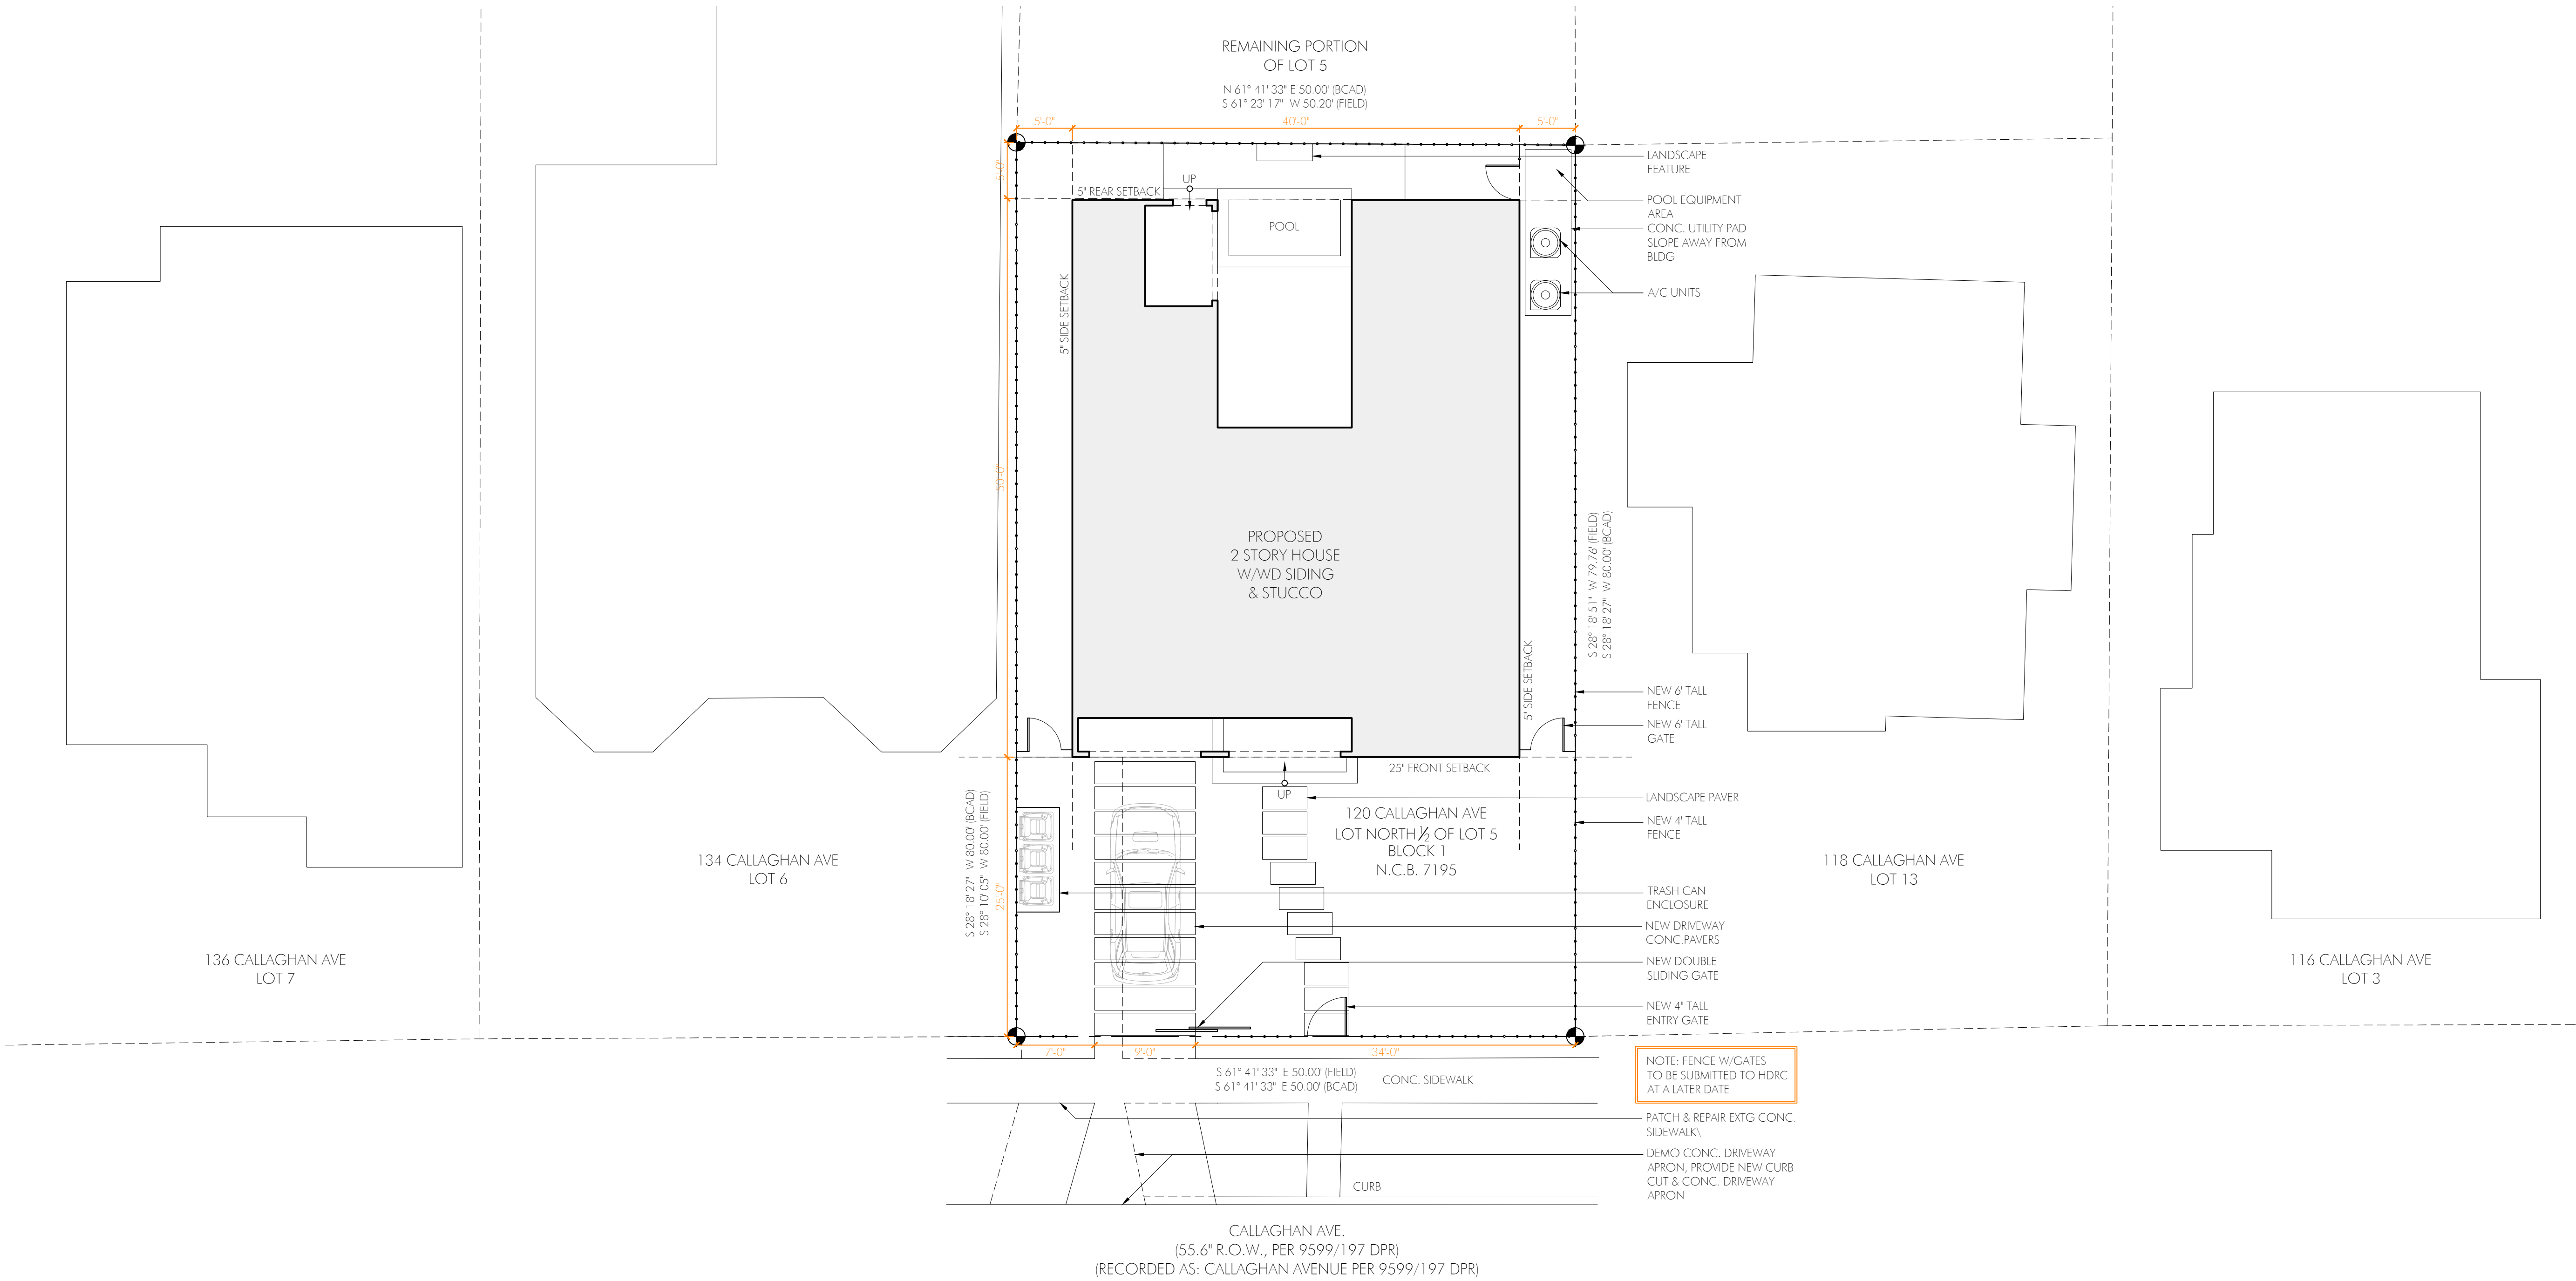 REMAINING PORTION
OF LOT 5
N 61° 41' 33" E 50.00' (BCAD)
S 61° 23' 17" W 50.20' (FIELD)
5'-0"
40'-0"
5'-0"
5'-0"
5" REAR SETBACK
UP
POOL
LANDSCAPE
FEATURE
POOL EQUIPMENT
AREA
CONC. UTILITY PAD
SLOPE AWAY FROM
BLDG
A/C UNITS
5" SIDE SETBACK
50'-0"
PROPOSED
2 STORY HOUSE
W/WD SIDING
& STUCCO
S 28° 18' 51" W 79.76' (FIELD)
S 28° 18' 27" W 80.00' (BCAD)
5" SIDE SETBACK
NEW 6' TALL
FENCE
NEW 6' TALL
GATE
25" FRONT SETBACK
UP
LANDSCAPE PAVER
NEW 4' TALL
FENCE
120 CALLAGHAN AVE
LOT NORTH 1/2 OF LOT 5
BLOCK 1
N.C.B. 7195
S 28° 18' 27" W 80.00' (BCAD)
S 28° 10' 05" W 80.00' (FIELD)
25'-0"
134 CALLAGHAN AVE
LOT 6
118 CALLAGHAN AVE
LOT 13
TRASH CAN
ENCLOSURE
NEW DRIVEWAY
CONC.PAVERS
NEW DOUBLE
SLIDING GATE
136 CALLAGHAN AVE
LOT 7
116 CALLAGHAN AVE
LOT 3
NEW 4" TALL
ENTRY GATE
7'-0"
9'-0"
34'-0"
S 61° 41' 33" E 50.00' (FIELD)
S 61° 41' 33" E 50.00' (BCAD)
CONC. SIDEWALK
NOTE: FENCE W/GATES
TO BE SUBMITTED TO HDRC
AT A LATER DATE
PATCH & REPAIR EXTG CONC.
SIDEWALK\
DEMO CONC. DRIVEWAY
APRON, PROVIDE NEW CURB
CUT & CONC. DRIVEWAY
APRON
CURB
CALLAGHAN AVE.
(55.6" R.O.W., PER 9599/197 DPR)
(RECORDED AS: CALLAGHAN AVENUE PER 9599/197 DPR)